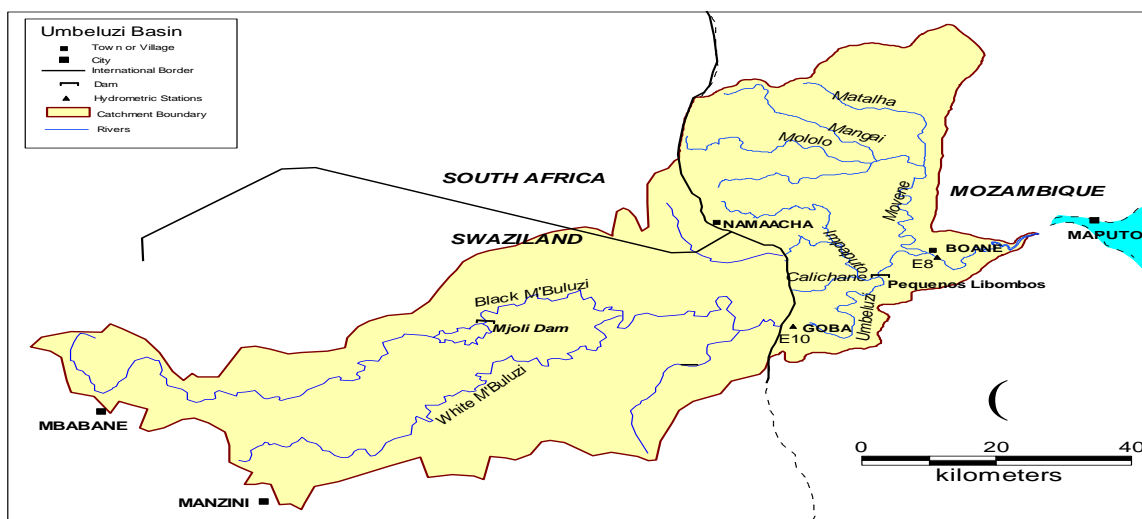 Umbeluzi Basin
Town or Village
City
International Border
Dam
Hydrometric Stations
Catchment Boundary
Rivers
Matalha
Mangai
Mololo
SOUTH AFRICA
MOZAMBIQUE
Movene
NAMAACHA
MAPUTO
SWAZILAND
Impaputo
BOANE
E8
Calichane
Pequenos Libombos
Black M'Buluzi
Umbeluzi
Mjoli Dam
GOBA
E10
White M'Buluzi
MBABANE
0 20 40
kilometers
MANZINI